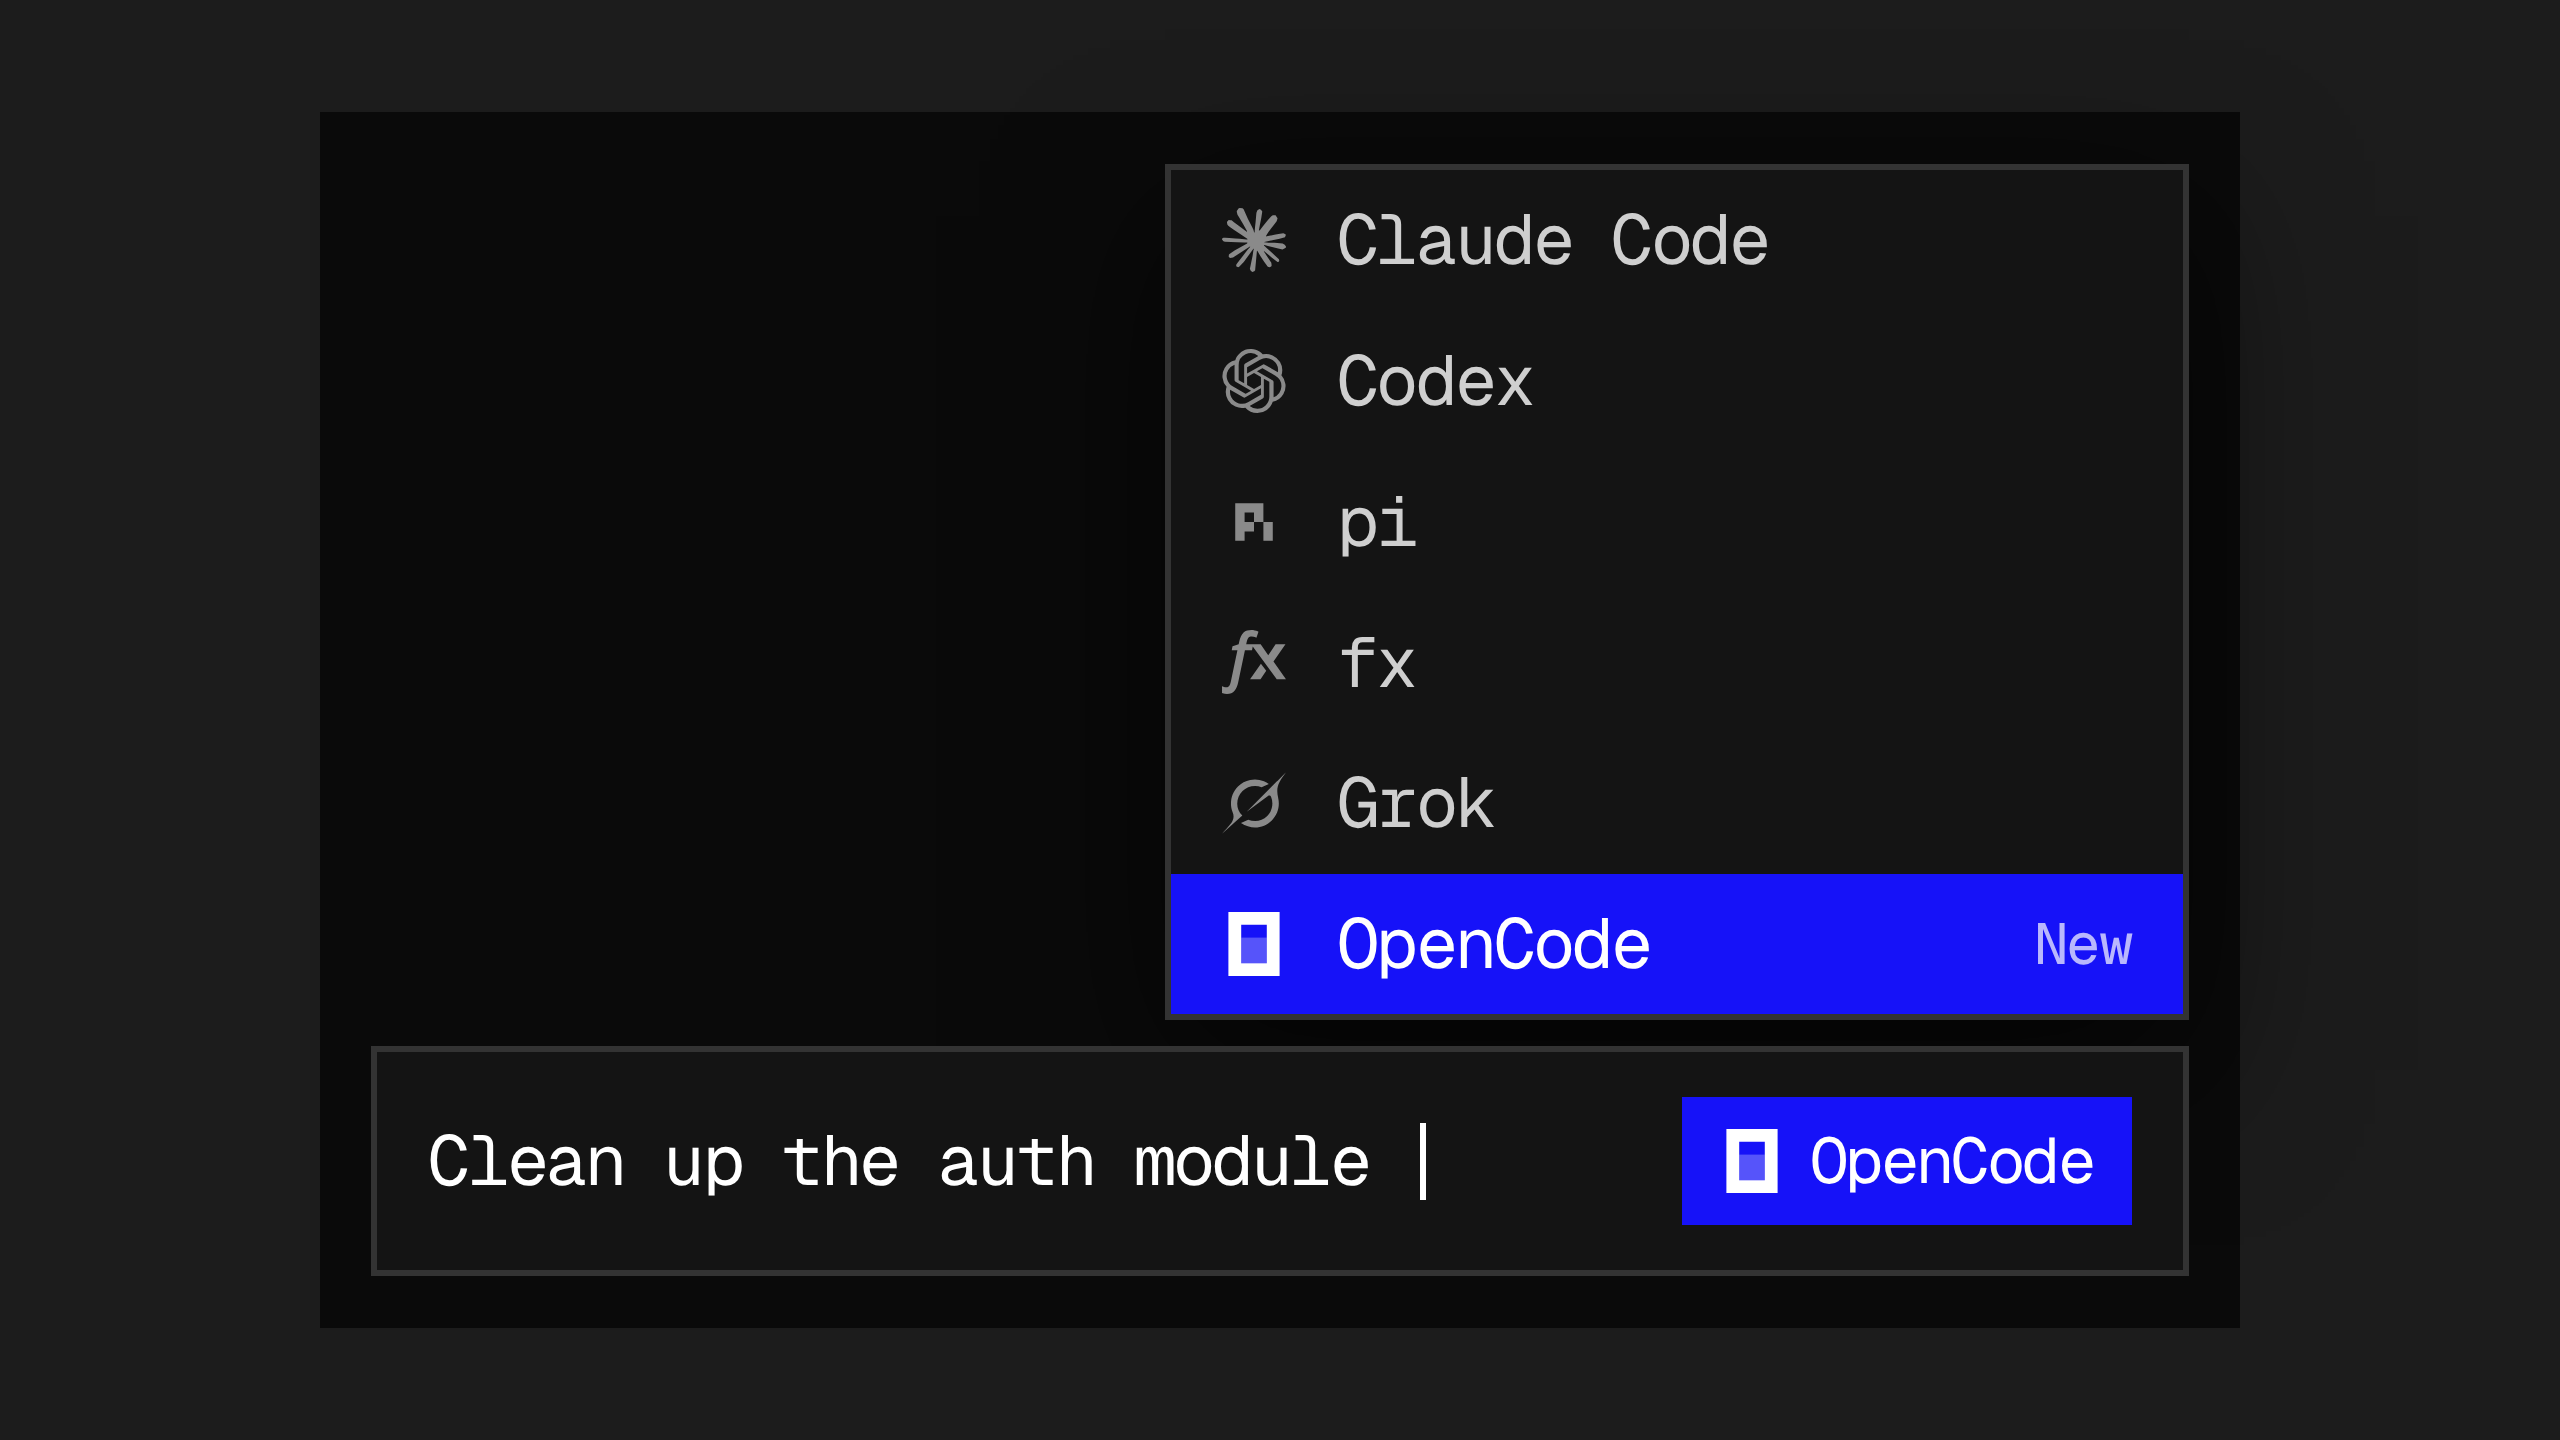 Claude Code
Codex
pi
fx
Grok
OpenCode New
Clean up the auth module
OpenCode